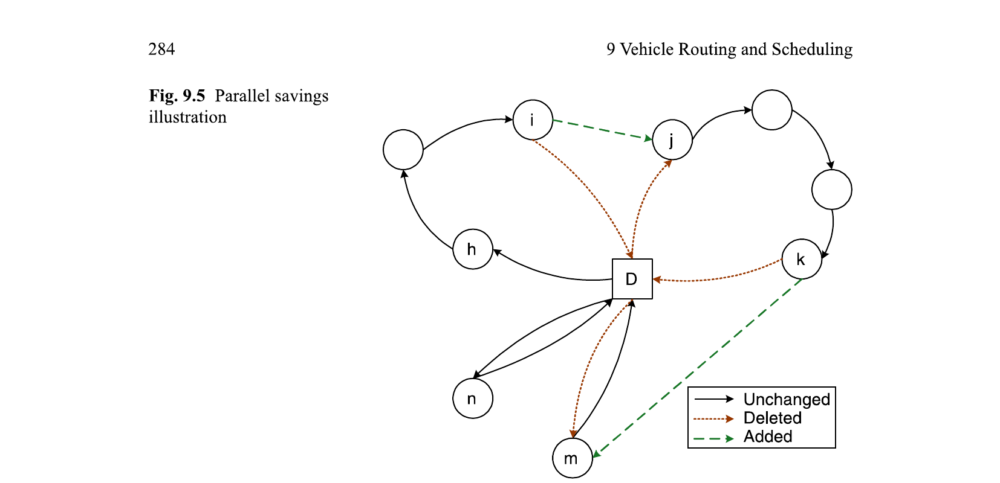 284
9 Vehicle Routing and Scheduling
Fig. 9.5 Parallel savings
illustration
i
j
h
k
D
n
m
Unchanged
Deleted
Added